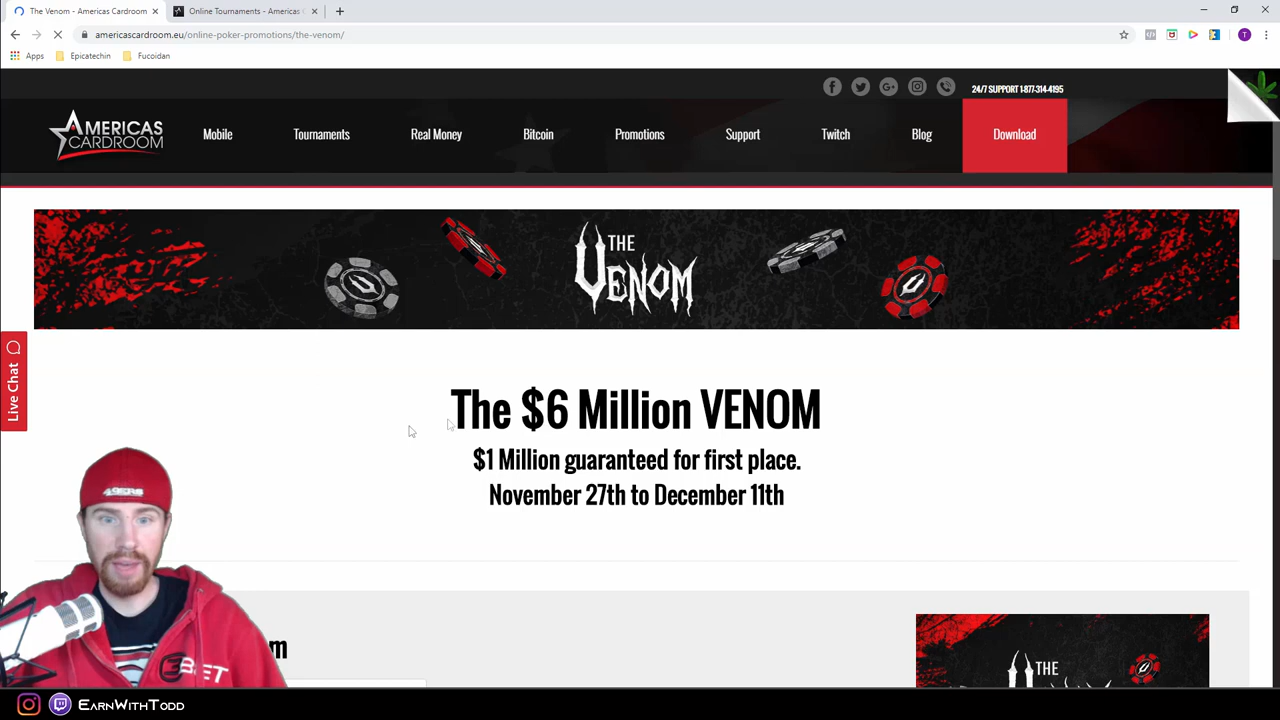 The Venom - Americas Cardroom
Online Tournaments - Americas C
americascardroom.eu/online-poker-promotions/the-venom/
T
Apps
Epicatechin
Fucoidan
24/7 SUPPORT 1-877-314-4195
AMERICAS
CARDROOM
Mobile
Tournaments
Real Money
Bitcoin
Promotions
Support
Twitch
Blog
Download
THE
VENOM
Live Chat
The $6 Million VENOM
$1 Million guaranteed for first place.
November 27th to December 11th
49ERS
m
3BET
THE
EARNWITHTODD